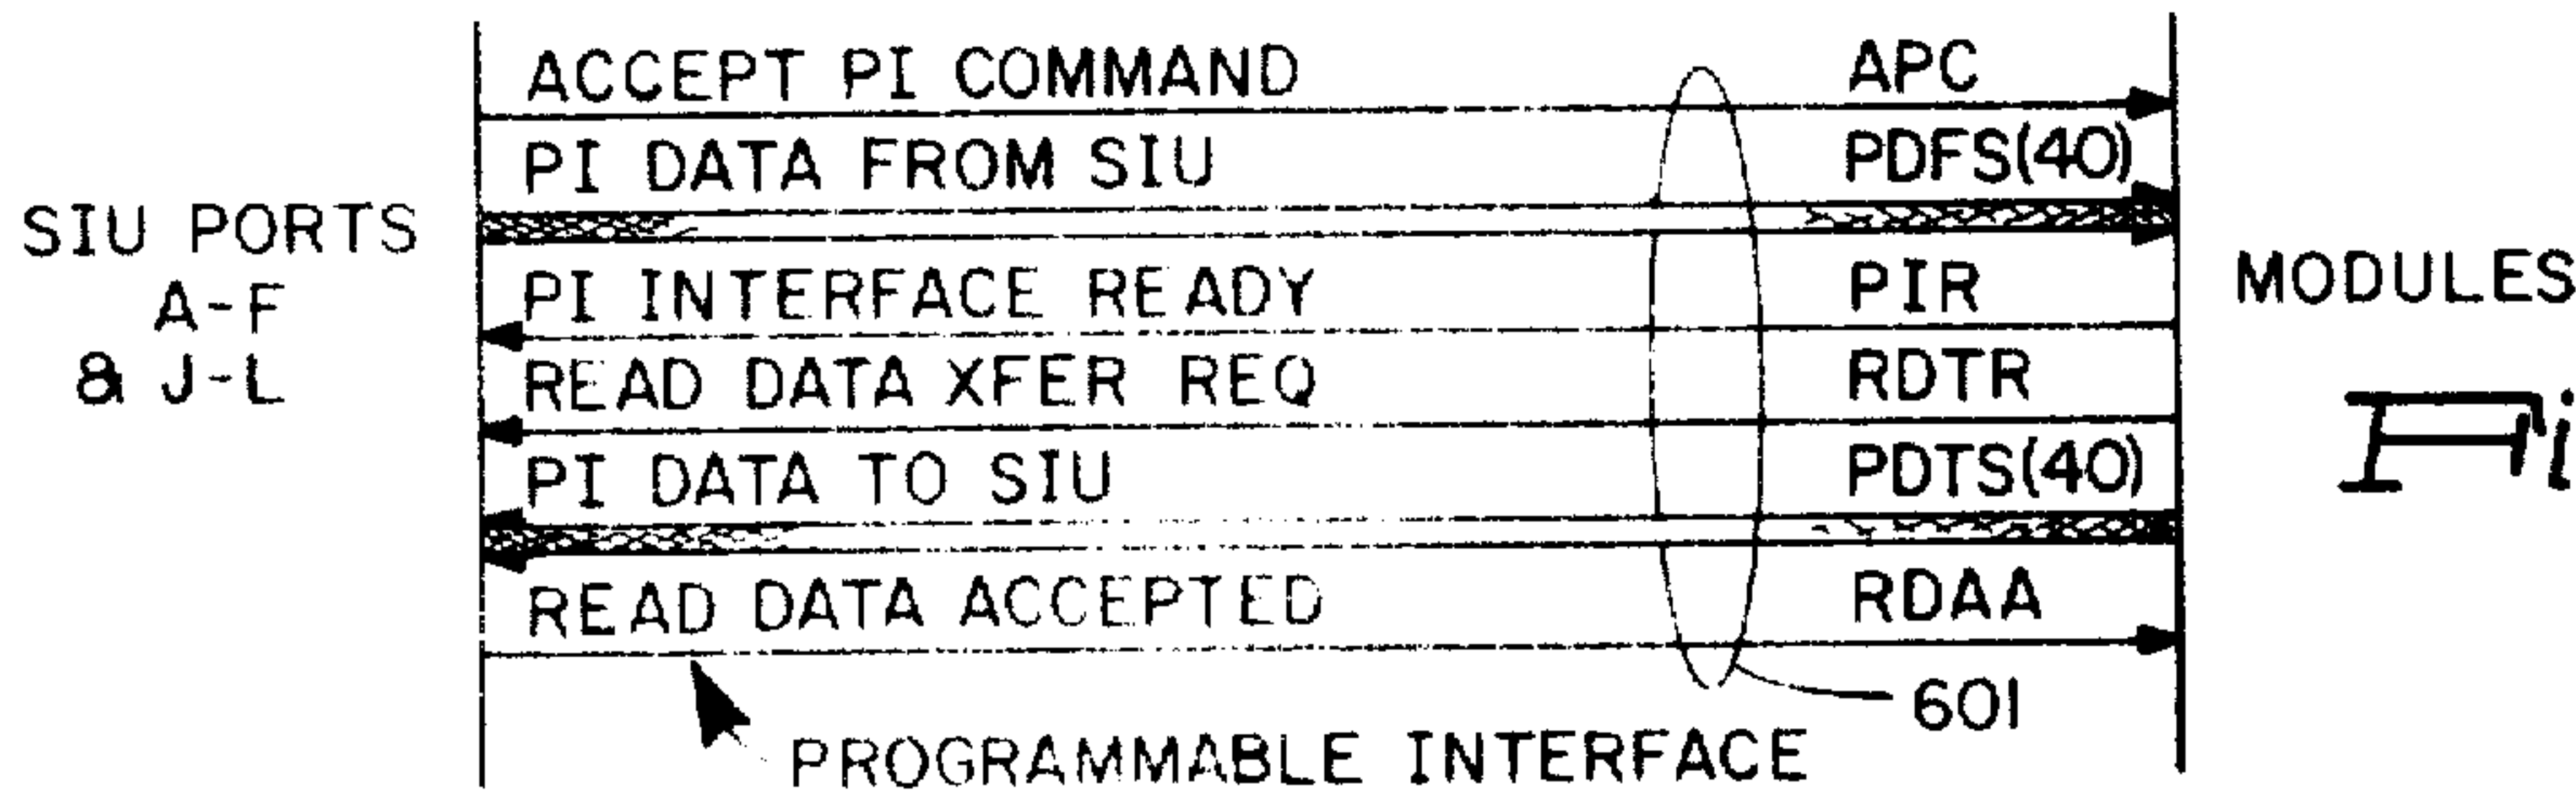 ACCEPT PI COMMAND APC
PI DATA FROM SIU PDFS(40)
SIU PORTS
A-F
& J-L
PI INTERFACE READY PIR
MODULES
READ DATA XFER REQ RDTR
PI DATA TO SIU PDTS(40)
READ DATA ACCEPTED RDAA
601
PROGRAMMABLE INTERFACE